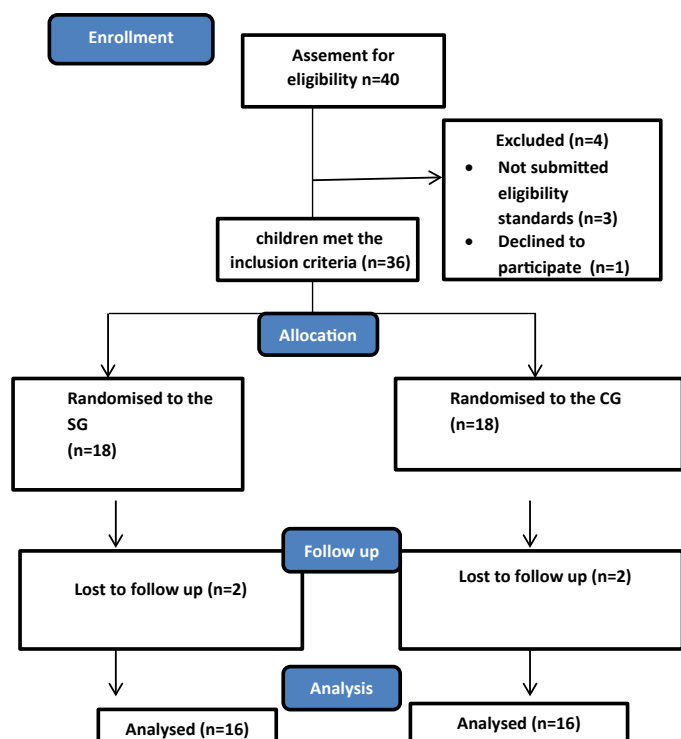 Enrollment
Assement for
eligibility n=40
Excluded (n=4)
• Not submitted
eligibility
standards (n=3)
• Declined to
participate (n=1)
children met the
inclusion criteria (n=36)
Allocation
Randomised to the
SG
(n=18)
Randomised to the CG
(n=18)
Follow up
Lost to follow up (n=2)
Lost to follow up (n=2)
Analysis
Analysed (n=16)
Analysed (n=16)